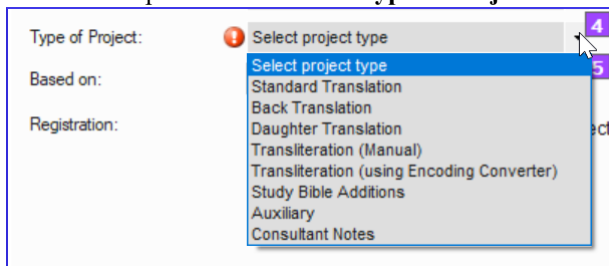 Type of Project: Select project type 4
Select project type 5
Based on: Standard Translation
Back Translation
Registration: Daughter Translation
Transliteration (Manual)
Transliteration (using Encoding Converter)
Study Bible Additions
Auxiliary
Consultant Notes